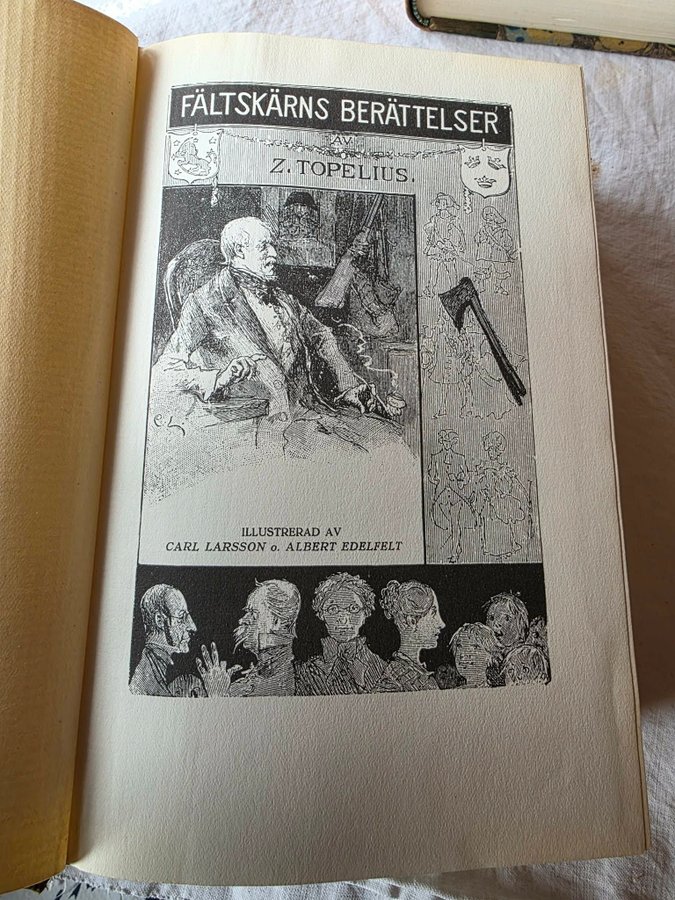 FÄLTSKÄRNS BERÄTTELSER
AV
Z. TOPELIUS.
C.L.
ILLUSTRERAD AV
CARL LARSSON o. ALBERT EDELFELT